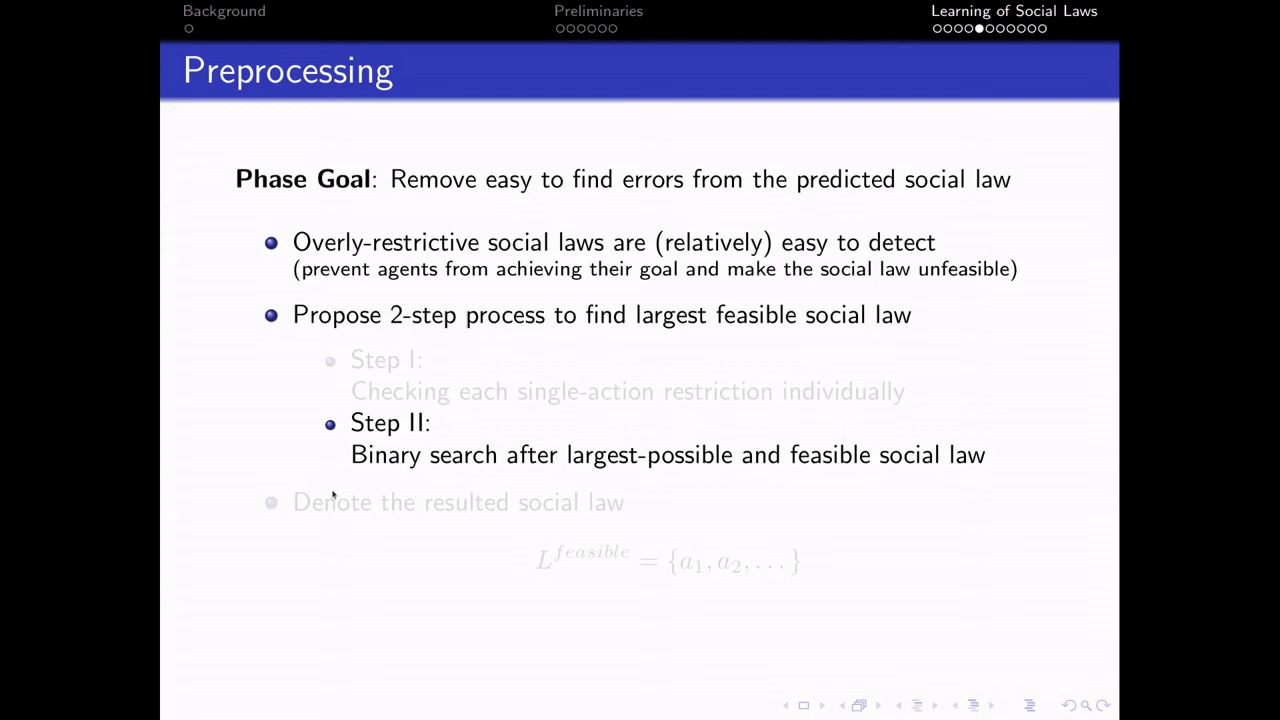 Background Preliminaries Learning of Social Laws
Preprocessing
Phase Goal: Remove easy to find errors from the predicted social law
Overly-restrictive social laws are (relatively) easy to detect
(prevent agents from achieving their goal and make the social law unfeasible)
Propose 2-step process to find largest feasible social law
Step I:
Checking each single-action restriction individually
Step II:
Binary search after largest-possible and feasible social law
Denote the resulted social law
L^{feasible} = {a_1, a_2, . . . }